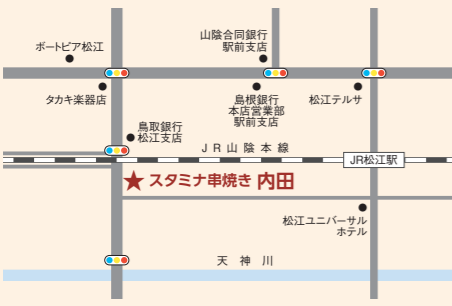 山陰合同銀行
駅前支店
ボートピア松江
タカキ楽器店
島根銀行
本店営業部
駅前支店
松江テルサ
鳥取銀行
松江支店
JR山陰本線
JR松江駅
★スタミナ串焼き 内田
松江ユニバーサル
ホテル
天神川